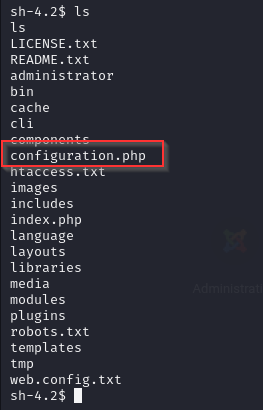 sh-4.2$ ls
ls
LICENSE.txt
README.txt
administrator
bin
cache
cli
components
configuration.php
htaccess.txt
images
includes
index.php
language
layouts
libraries
media
modules
plugins
robots.txt
templates
tmp
web.config.txt
sh-4.2$